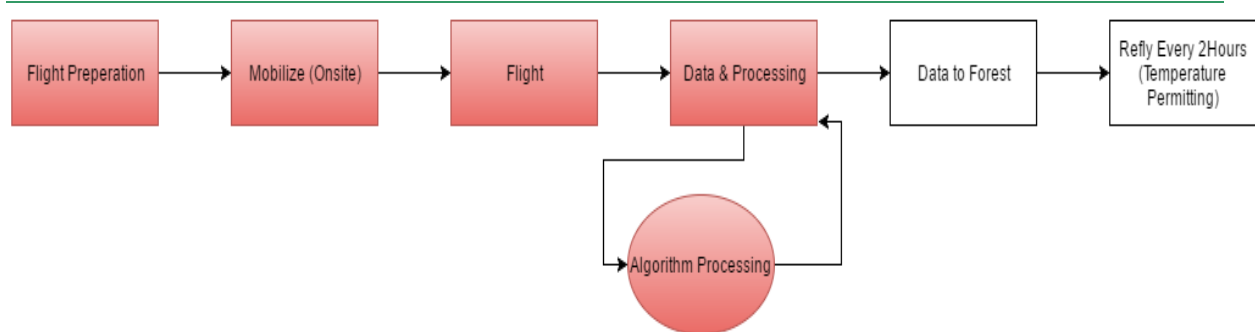 Flight Preperation
Mobilize (Onsite)
Flight
Data & Processing
Data to Forest
Refly Every 2Hours
(Temperature
Permitting)
Algorithm Processing